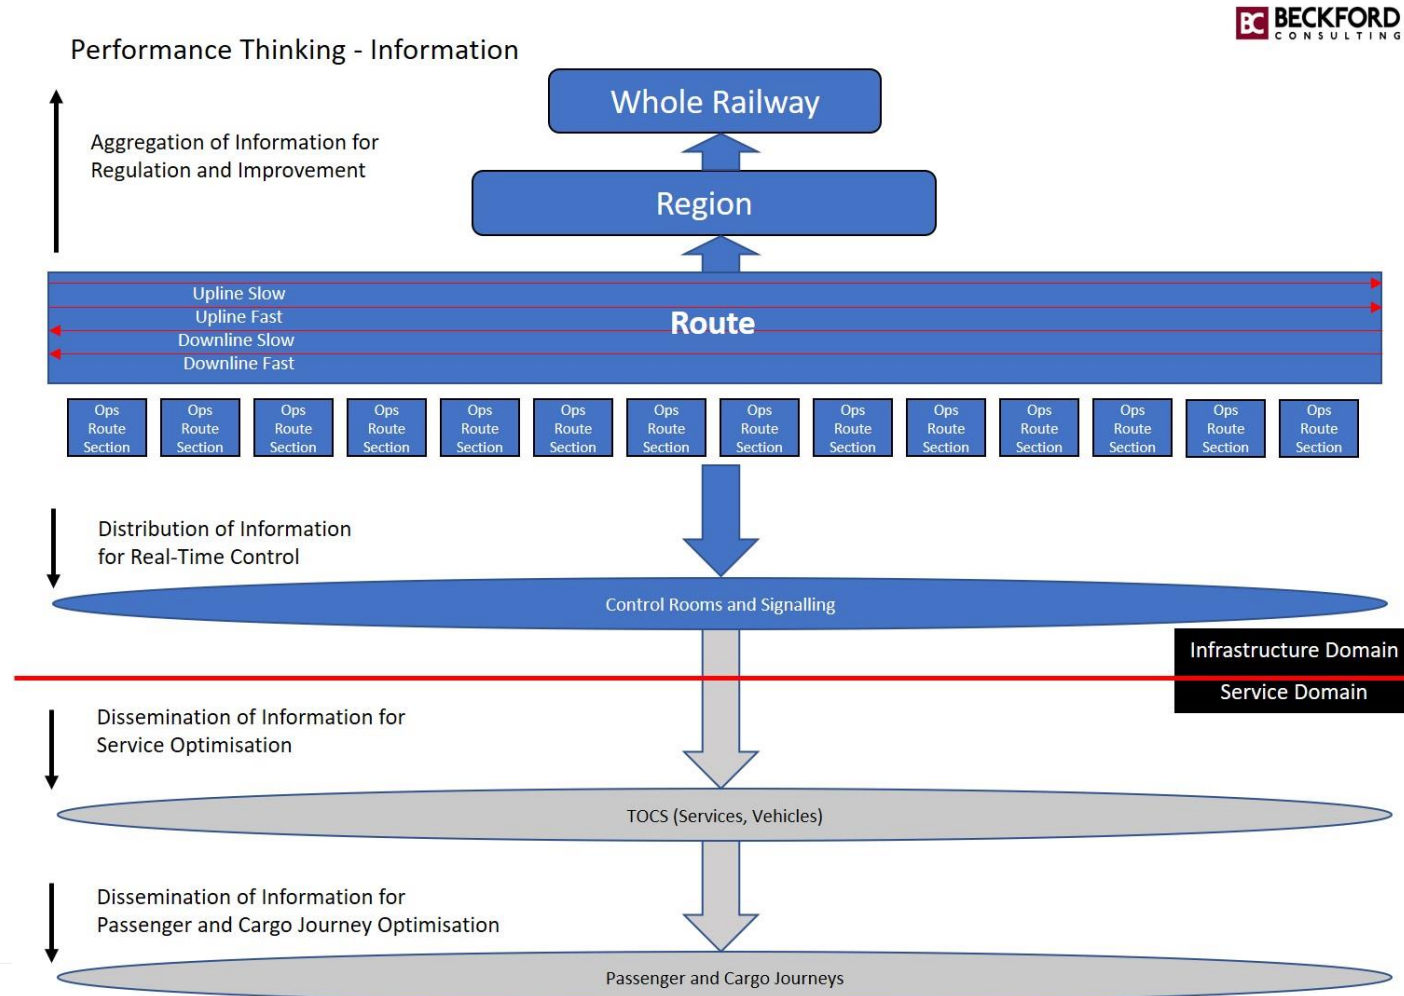 BC BECKFORD
CONSULTING
Performance Thinking - Information
Whole Railway
Aggregation of Information for
Regulation and Improvement
Region
Upline Slow
Upline Fast
Route
Downline Slow
Downline Fast
Ops Route Section
Ops Route Section
Ops Route Section
Ops Route Section
Ops Route Section
Ops Route Section
Ops Route Section
Ops Route Section
Ops Route Section
Ops Route Section
Ops Route Section
Ops Route Section
Ops Route Section
Ops Route Section
Distribution of Information
for Real-Time Control
Control Rooms and Signalling
Infrastructure Domain
Service Domain
Dissemination of Information for
Service Optimisation
TOCS (Services, Vehicles)
Dissemination of Information for
Passenger and Cargo Journey Optimisation
Passenger and Cargo Journeys